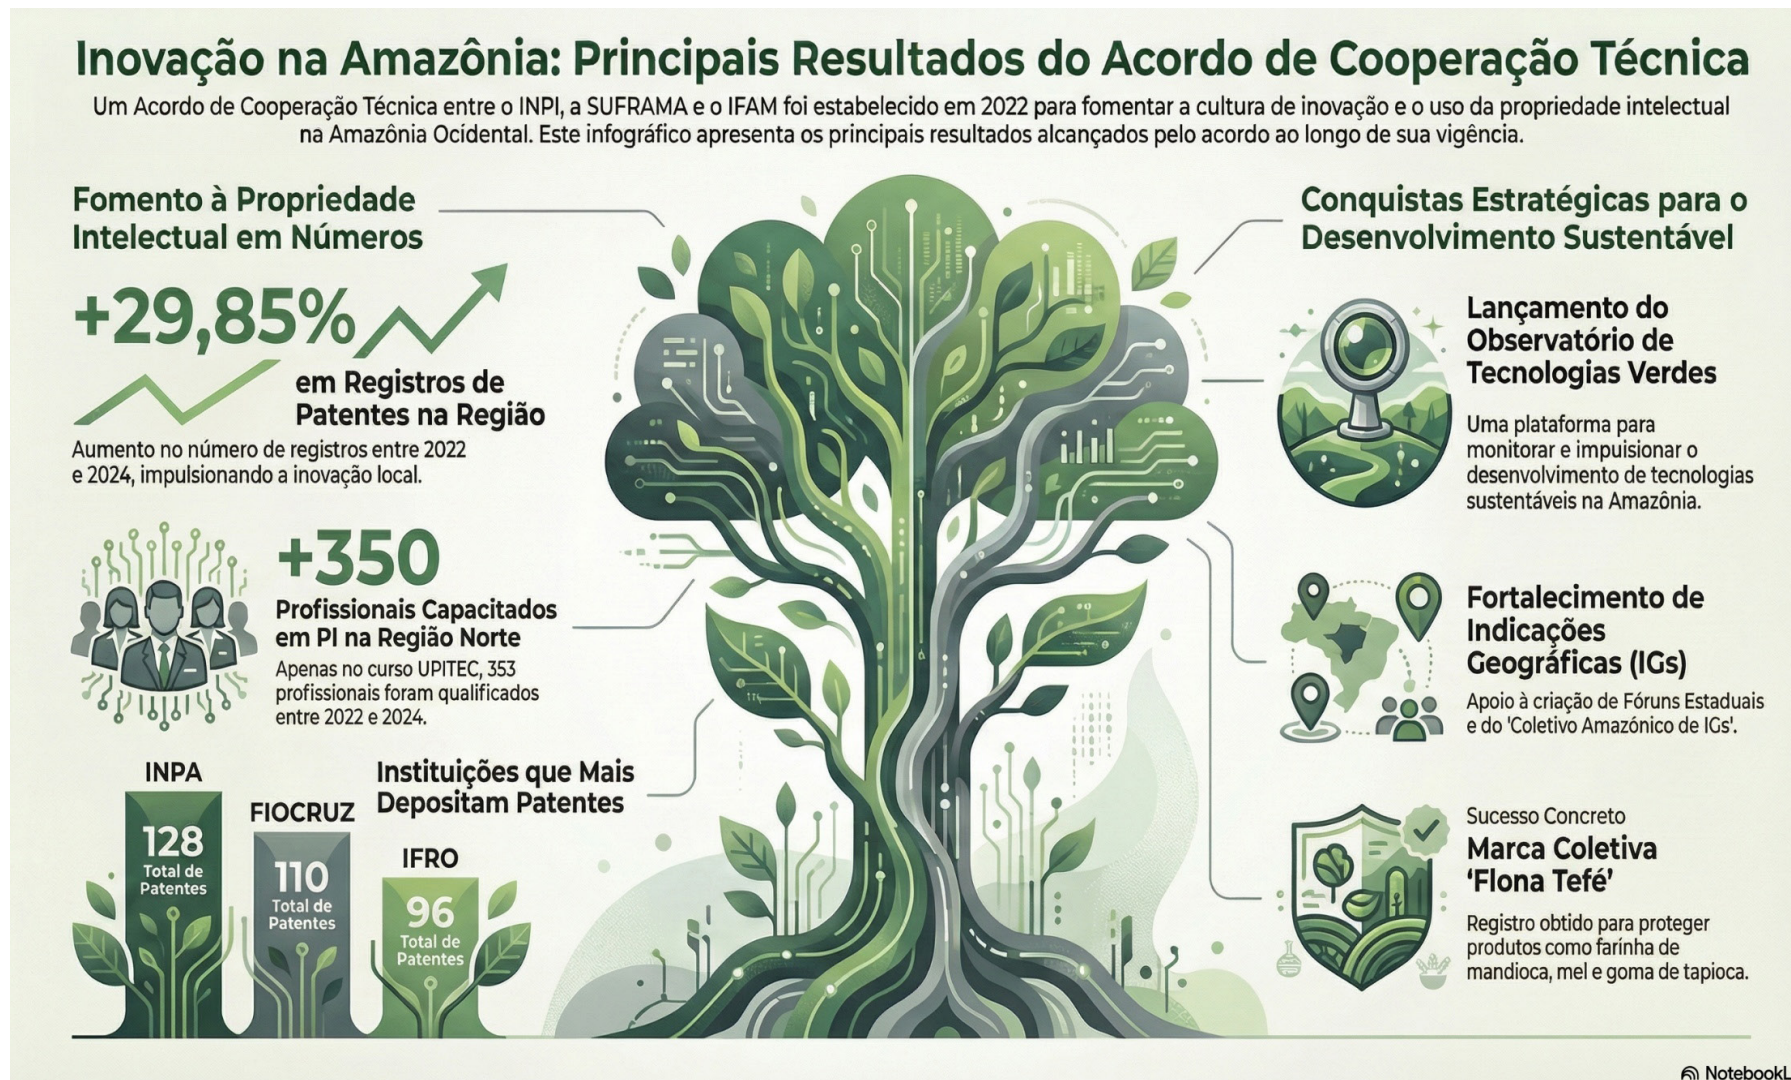 Inovação na Amazônia: Principais Resultados do Acordo de Cooperação Técnica
Um Acordo de Cooperação Técnica entre o INPI, a SUFRAMA e o IFAM foi estabelecido em 2022 para fomentar a cultura de inovação e o uso da propriedade intelectual
na Amazônia Ocídental. Este infográfico apresenta os principais resultados alcançados pelo acordo ao longo de sua vigência.
Fomento à Propriedade
Intelectual em Números
+29,85%
em Registros de
Patentes na Região
Aumento no número de registros entre 2022
e 2024, impulsionando a inovação local.
+350
Profissionais Capacitados
em PI na Região Norte
Apenas no curso UPITEC, 353
profissionais foram qualificados
entre 2022 e 2024.
Instituições que Mais
Depositam Patentes
INPA
128
Total de
Patentes
FIOCRUZ
110
Total de
Patentes
IFRO
96
Total de
Patentes
Conquistas Estratégicas para o
Desenvolvimento Sustentável
Lançamento do
Observatório de
Tecnologias Verdes
Uma plataforma para
monitorar e impuisionar o
desenvolvimento de tecnologias
sustentáveis na Amazônia.
Fortalecimento de
Indicações
Geográficas (IGs)
Apoio à criação de Fóruns Estaduais
e do 'Coletivo Amazónico de IGs'.
Sucesso Concreto
Marca Coletiva
‘Flona Tefé’
Registro obtido para proteger
produtos como farínha de
mandioca, mel e goma de tapioca.
NotebookL